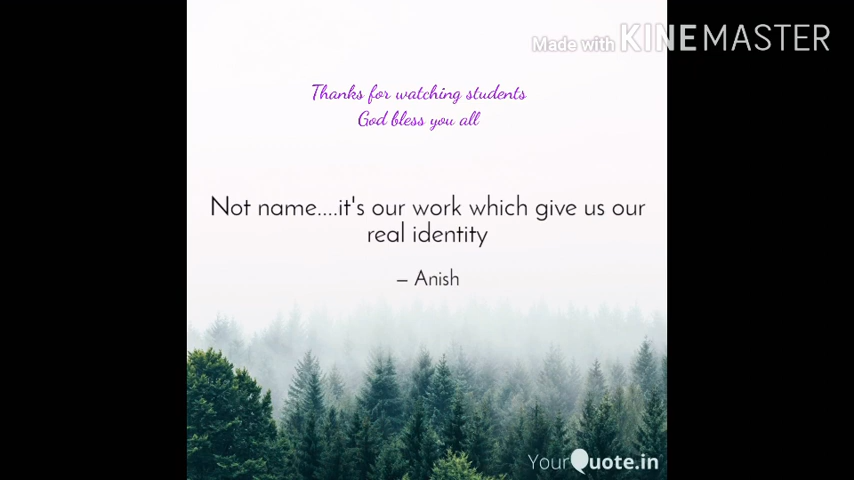 Made with KINEMASTER
Thanks for watching students
God bless you all
Not name....it's our work which give us our
real identity
– Anish
YourQuote.in